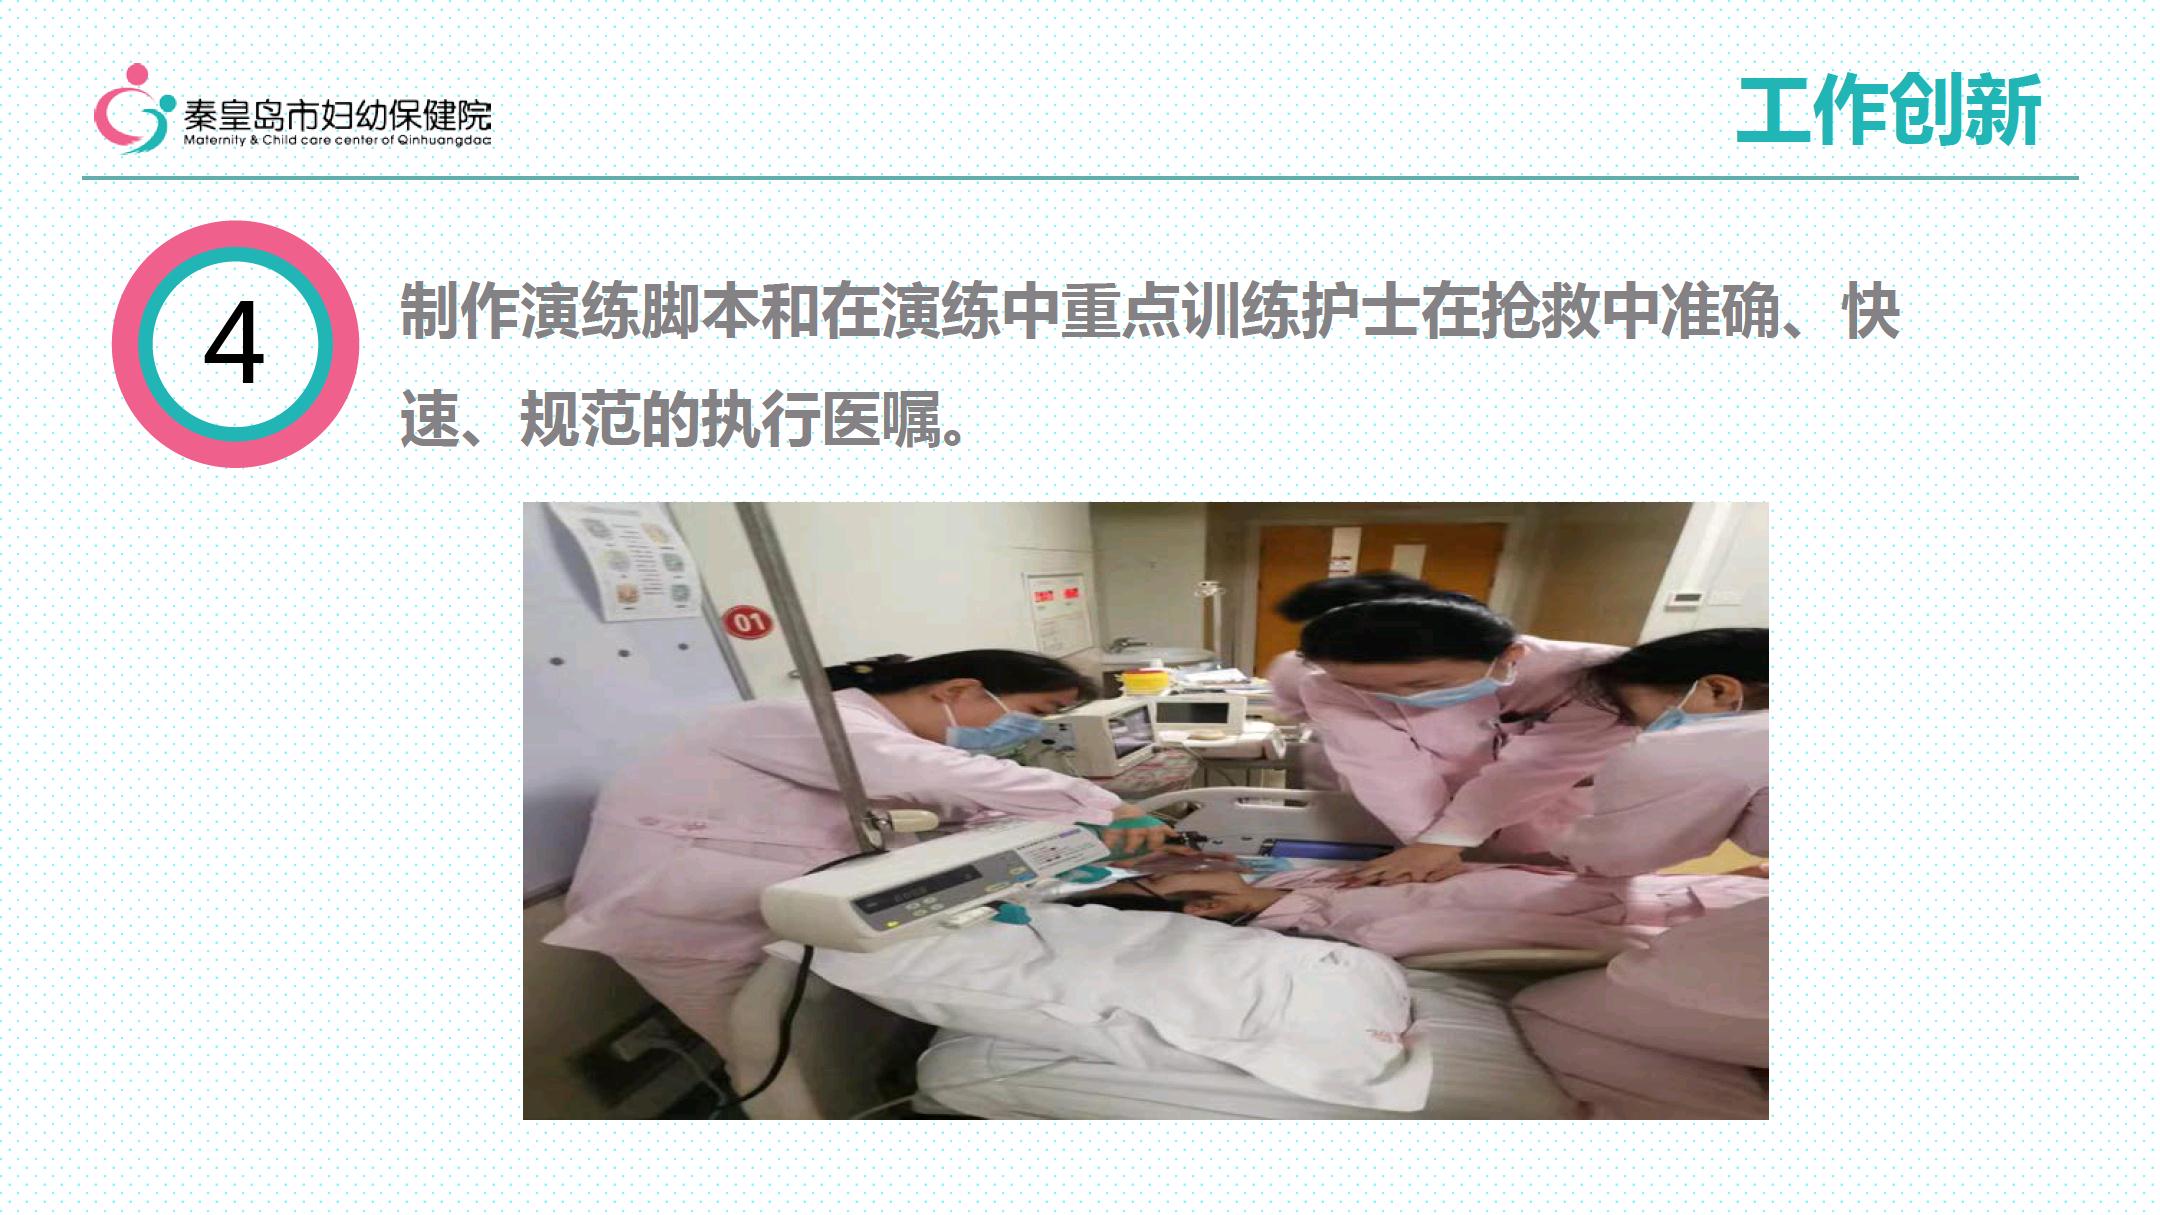 秦皇岛市妇幼保健院
Maternity & Child care center of Qinhuangdao
工作创新
4
制作演练脚本和在演练中重点训练护士在抢救中准确、快
速、规范的执行医嘱。
01